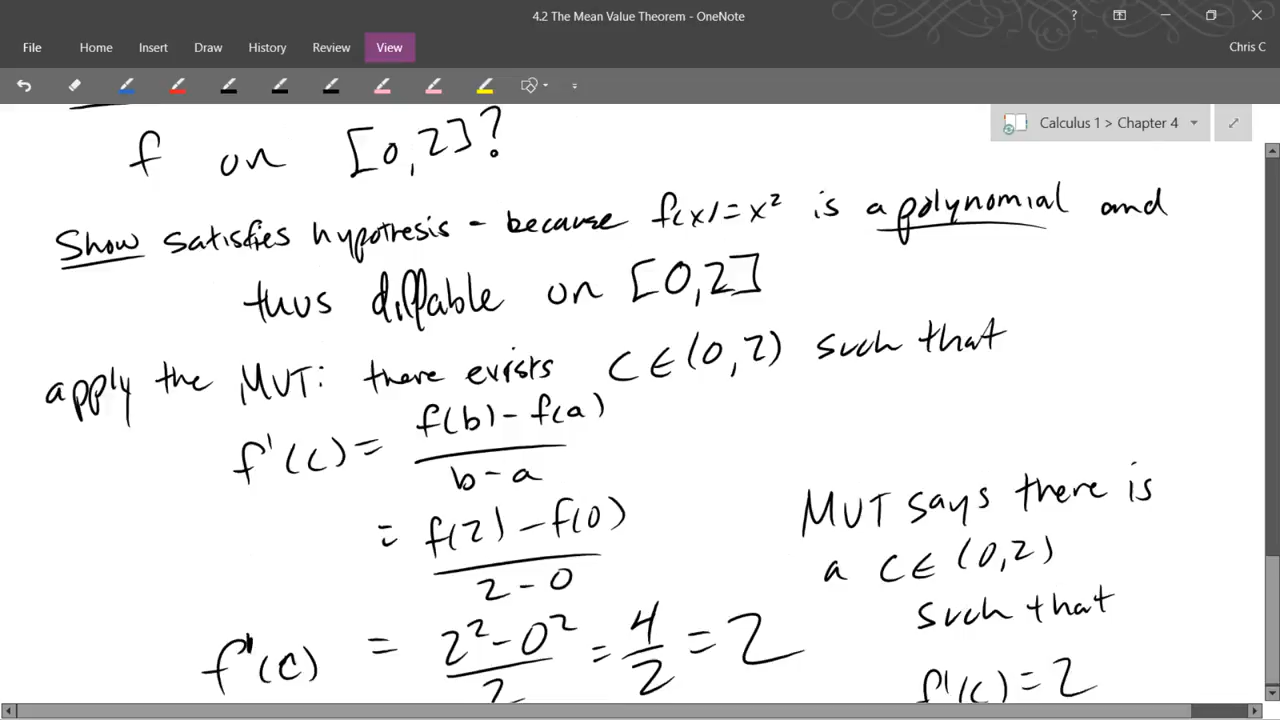 4.2 The Mean Value Theorem - OneNote
File Home Insert Draw History Review View
Chris C
Calculus 1 > Chapter 4
f on [0,2]?
Show satisfies hypothesis - because f(x)=x² is a polynomial and
thus diffable on [0,2]
apply the MVT: there exists C∈(0,2) such that
f'(c) = f(b) - f(a)
b - a
= f(2) - f(0)
2 - 0
f'(c) = 2² - 0² = 4 = 2
2 2
MVT says there is
a C∈(0,2)
such that
f'(c) = 2